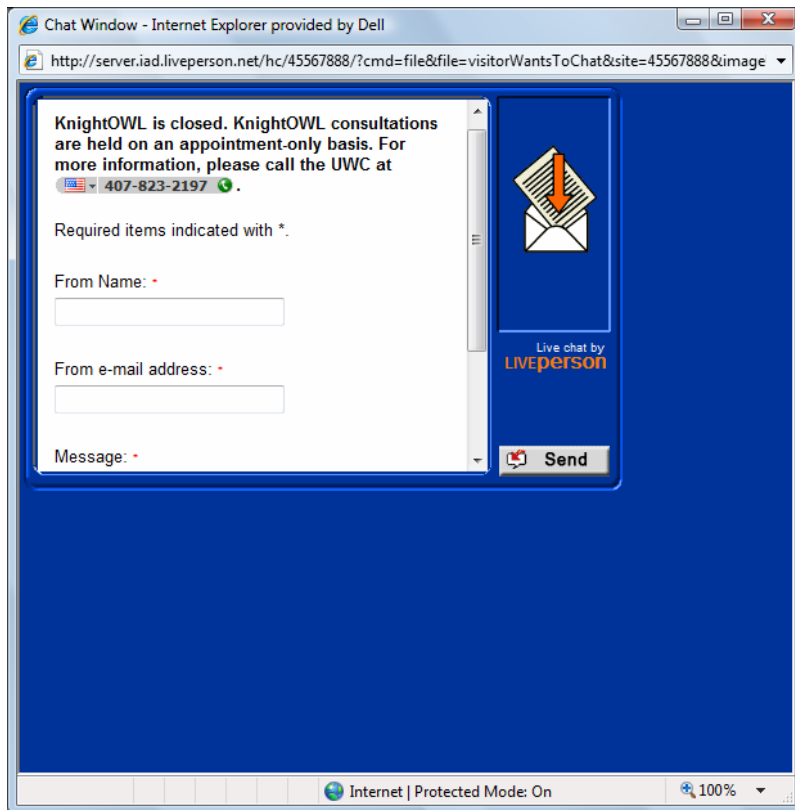 Chat Window - Internet Explorer provided by Dell
http://server.iad.liveperson.net/hc/45567888/?cmd=file&file=visitorWantsToChat&site=45567888&image
KnightOWL is closed. KnightOWL consultations
are held on an appointment-only basis. For
more information, please call the UWC at
407-823-2197 .
Required items indicated with *.
From Name: *
From e-mail address: *
Message: *
Live chat by
LIVEperson
Send
Internet | Protected Mode: On
100%